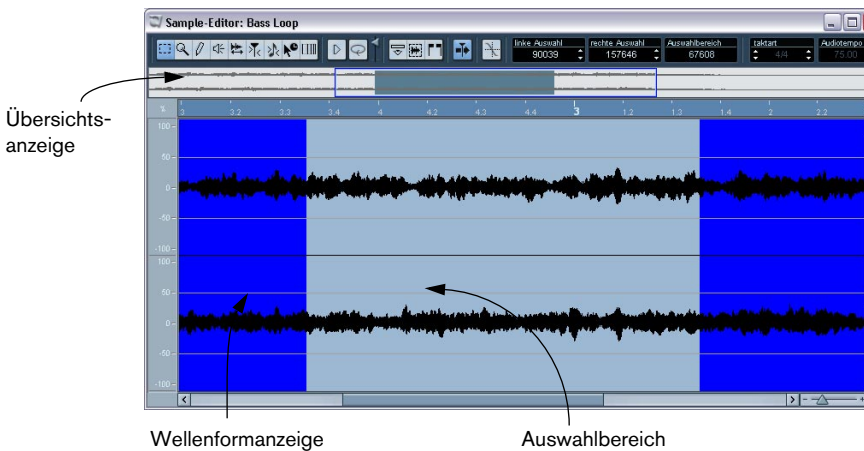 Sample-Editor: Bass Loop
linke Auswahl rechte Auswahl Auswahlbereich taktart Audiotempo
90039 157646 67608 4/4 75.00
Übersichts-
anzeige
% 3 3.2 3.3 3.4 4 4.2 4.3 4.4 3 1.2 1.3 1.4 2 2.2
100
50
0
-50
-100
100
50
0
-50
-100
Wellenformanzeige Auswahlbereich